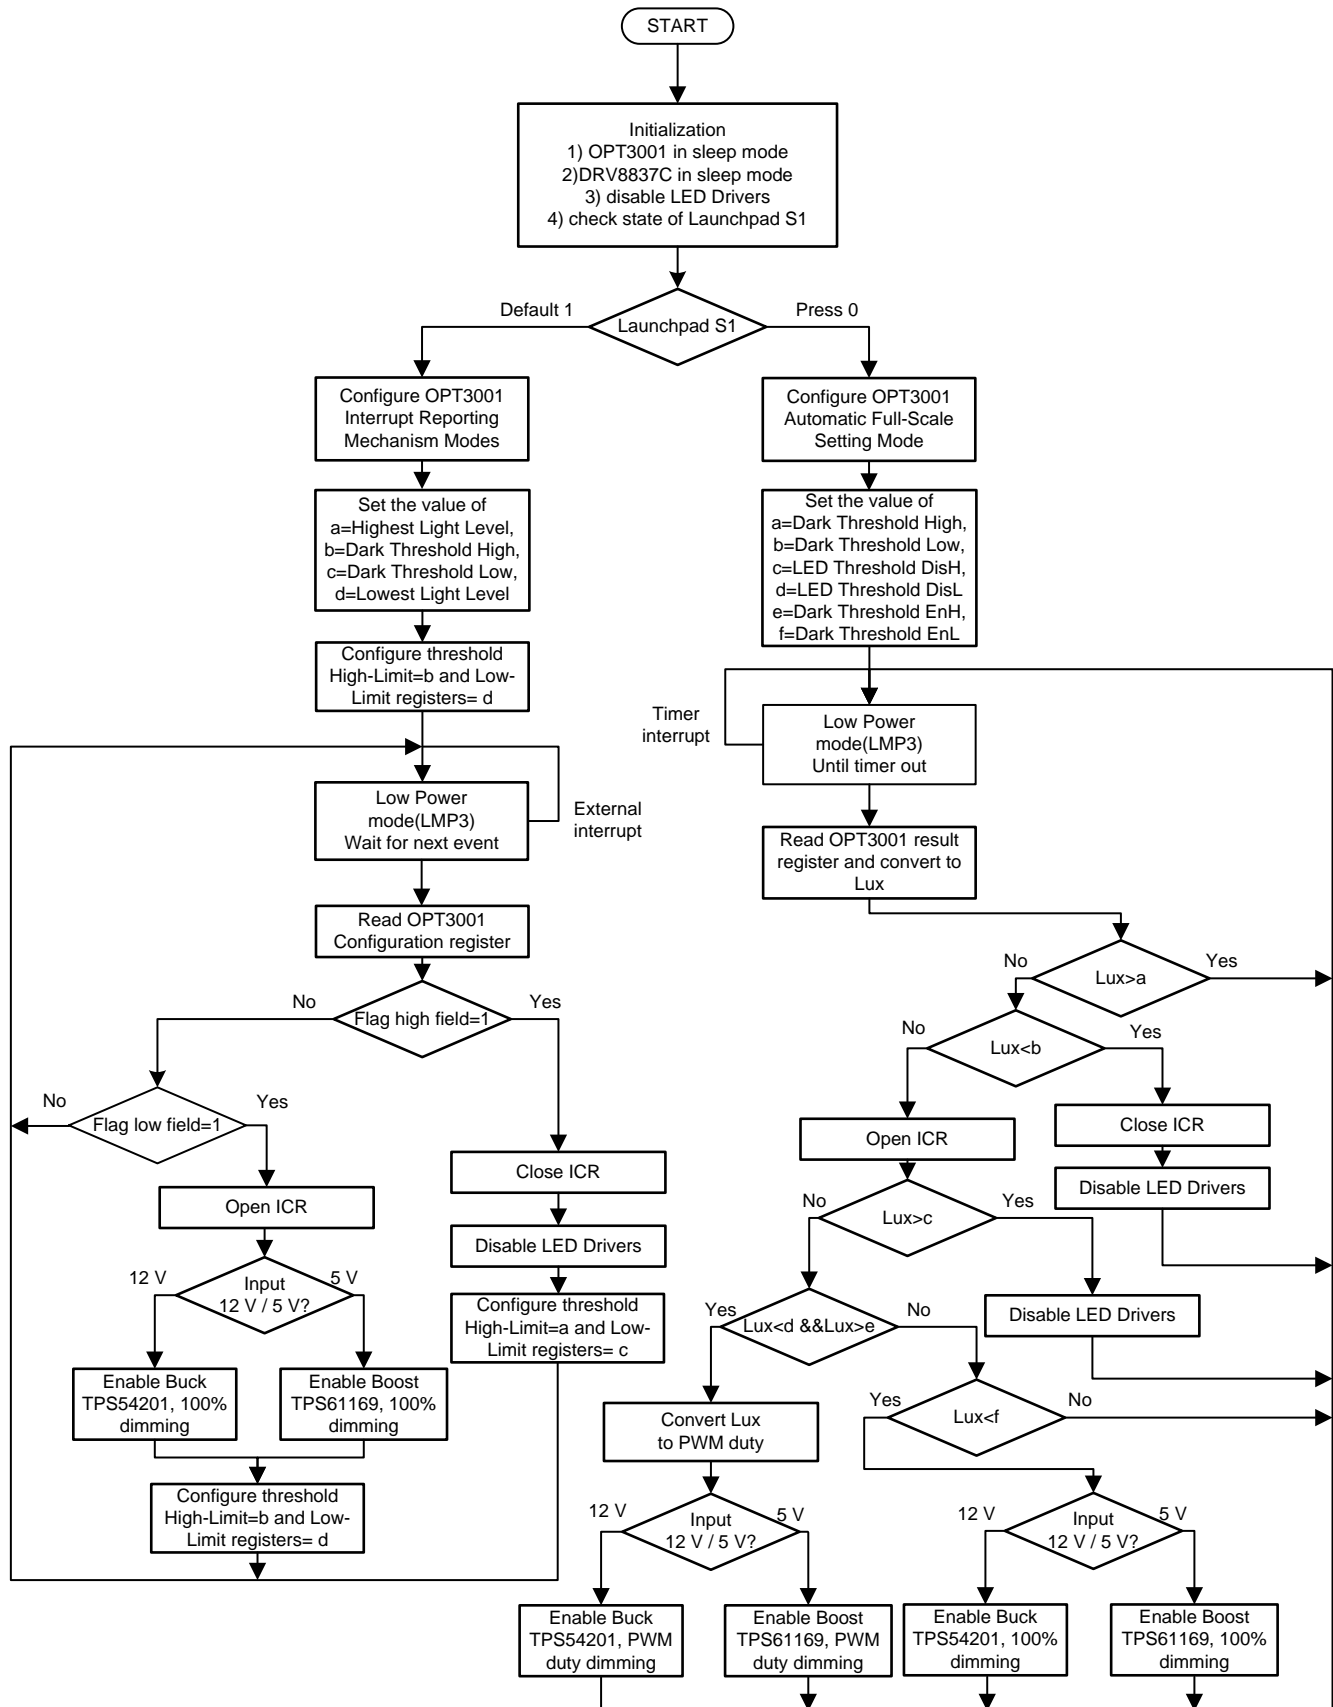 START
Initialization
1) OPT3001 in sleep mode
2)DRV8837C in sleep mode
3) disable LED Drivers
4) check state of Launchpad S1
Default 1
Press 0
Launchpad S1
Configure OPT3001
Interrupt Reporting
Mechanism Modes
Configure OPT3001
Automatic Full-Scale
Setting Mode
Set the value of
a=Highest Light Level,
b=Dark Threshold High,
c=Dark Threshold Low,
d=Lowest Light Level
Set the value of
a=Dark Threshold High,
b=Dark Threshold Low,
c=LED Threshold DisH,
d=LED Threshold DisL
e=Dark Threshold EnH,
f=Dark Threshold EnL
Configure threshold
High-Limit=b and Low-
Limit registers= d
Timer
interrupt
Low Power
mode(LMP3)
Until timer out
Low Power
mode(LMP3)
Wait for next event
External
interrupt
Read OPT3001 result
register and convert to
Lux
Read OPT3001
Configuration register
No
Lux>a
Yes
No
Flag high field=1
Yes
No
Lux<b
Yes
No
Flag low field=1
Yes
Open ICR
Close ICR
Close ICR
Disable LED Drivers
Open ICR
No
Lux>c
Yes
Disable LED Drivers
12 V
Input
12 V / 5 V?
5 V
Configure threshold
High-Limit=a and Low-
Limit registers= c
Yes
Lux<d &&Lux>e
No
Disable LED Drivers
Enable Buck
TPS54201, 100%
dimming
Enable Boost
TPS61169, 100%
dimming
Convert Lux
to PWM duty
Yes
Lux<f
No
Configure threshold
High-Limit=b and Low-
Limit registers= d
12 V
Input
12 V / 5 V?
5 V
12 V
Input
12 V / 5 V?
5 V
Enable Buck
TPS54201, PWM
duty dimming
Enable Boost
TPS61169, PWM
duty dimming
Enable Buck
TPS54201, 100%
dimming
Enable Boost
TPS61169, 100%
dimming